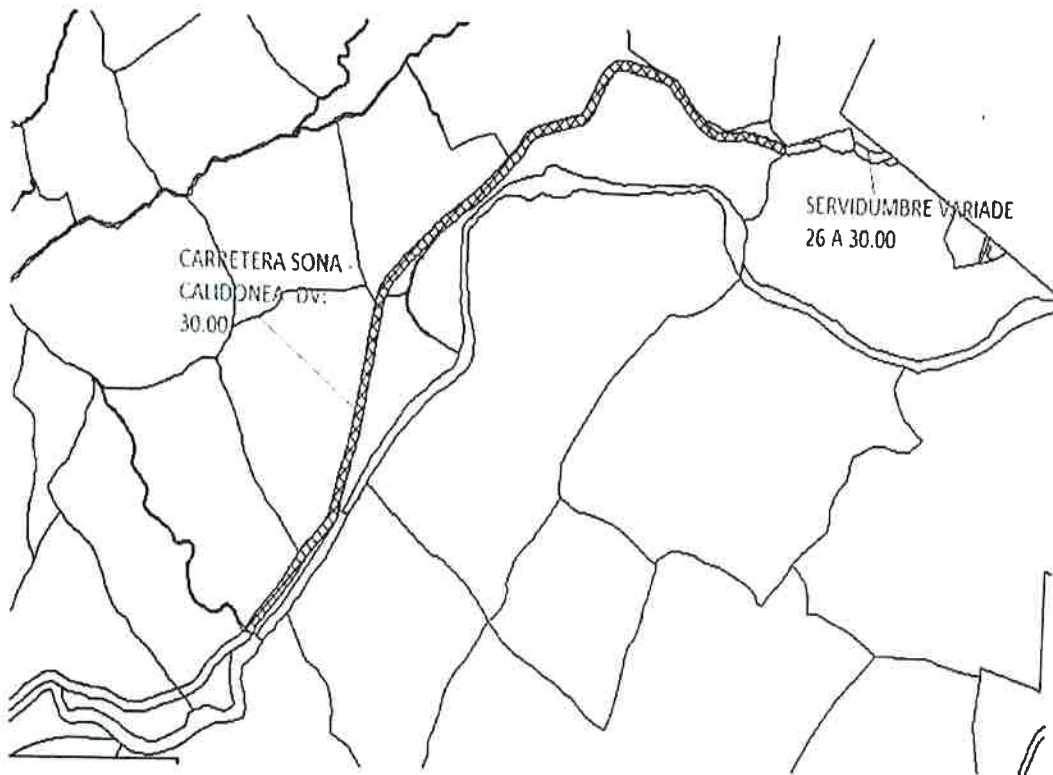 CARRETERA SONA
CALIDONEA DV:
30.00
SERVIDUMBRE VARIADE
26 A 30.00